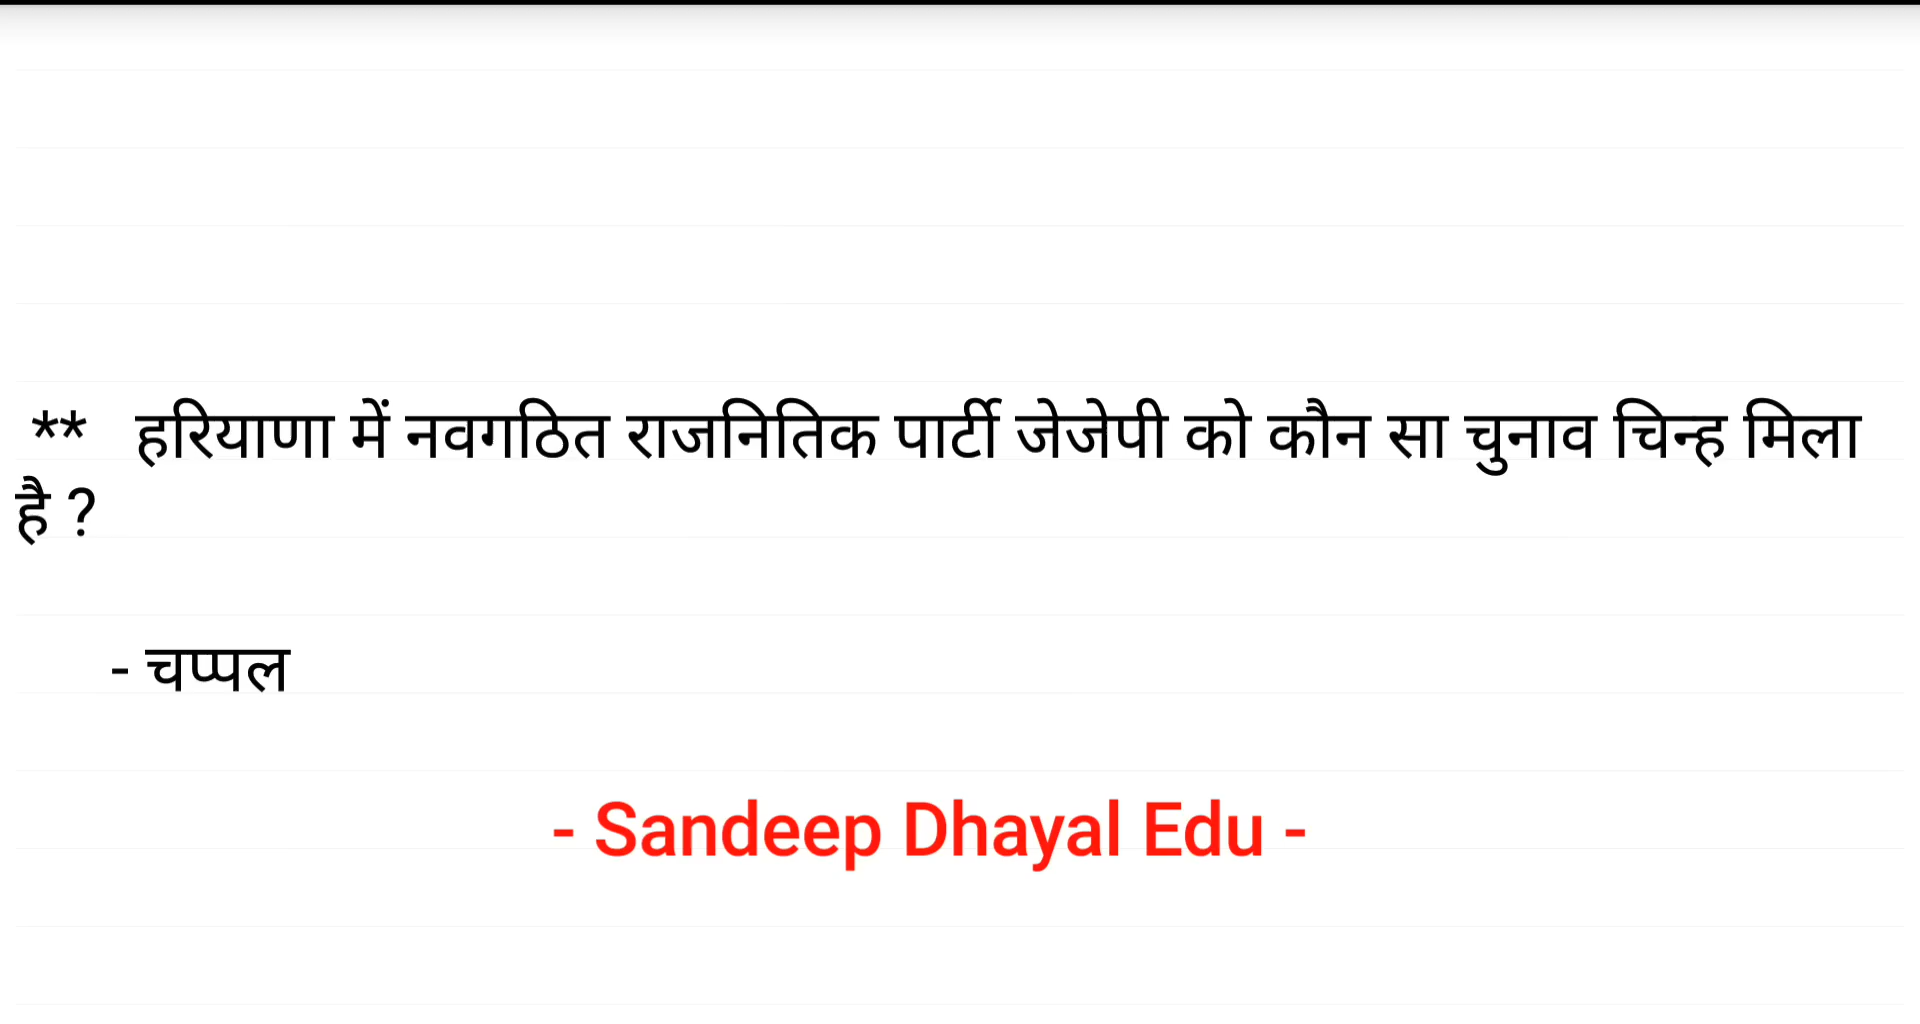 ** हरियाणा में नवगठित राजनितिक पार्टी जेजेपी को कौन सा चुनाव चिन्ह मिला
है ?
- चप्पल
- Sandeep Dhayal Edu -